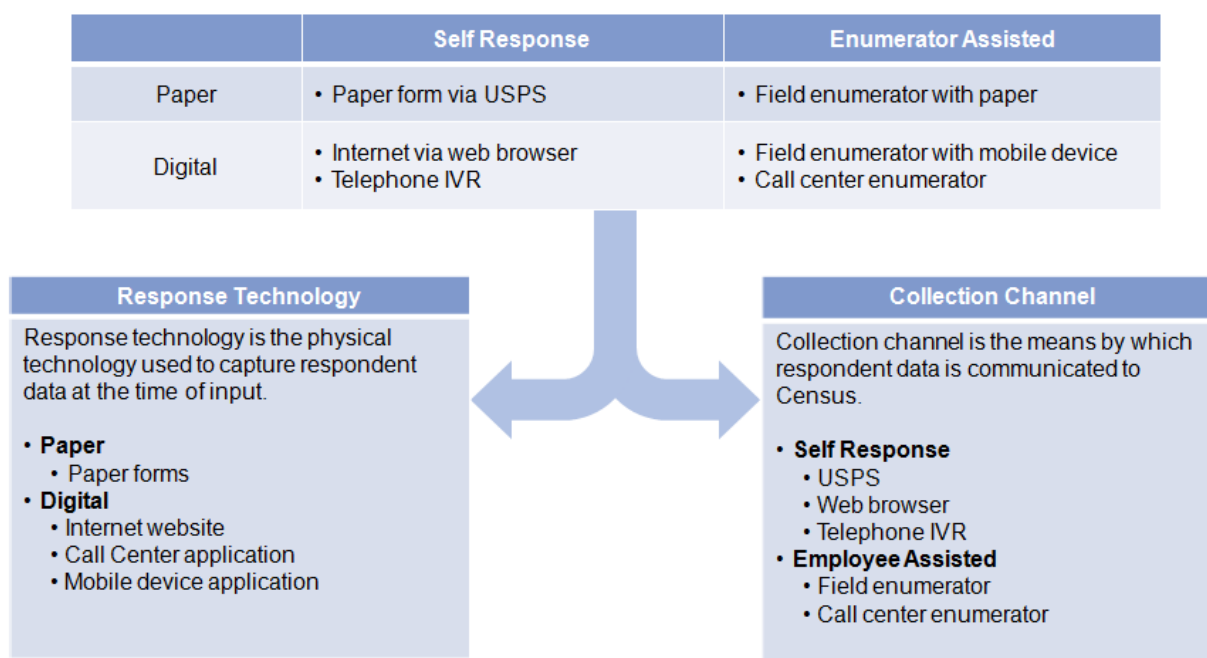 Self Response Enumerator Assisted
Paper • Paper form via USPS • Field enumerator with paper
Digital • Internet via web browser • Field enumerator with mobile device
• Telephone IVR • Call center enumerator
Response Technology
Response technology is the physical
technology used to capture respondent
data at the time of input.
• Paper
• Paper forms
• Digital
• Internet website
• Call Center application
• Mobile device application
Collection Channel
Collection channel is the means by which
respondent data is communicated to
Census.
• Self Response
• USPS
• Web browser
• Telephone IVR
• Employee Assisted
• Field enumerator
• Call center enumerator